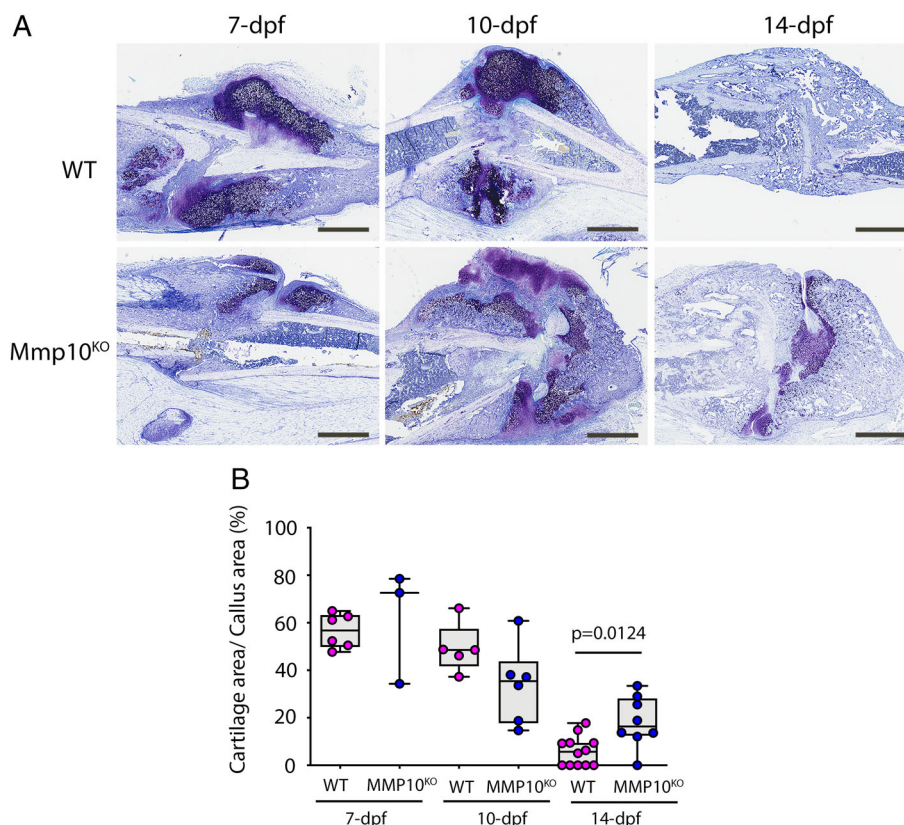 A
7-dpf
10-dpf
14-dpf
WT
Mmp10ᴷᴼ
B
Cartilage area/ Callus area (%)
100
80
60
40
20
0
p=0.0124
WT MMP10ᴷᴼ WT MMP10ᴷᴼ WT MMP10ᴷᴼ
7-dpf 10-dpf 14-dpf